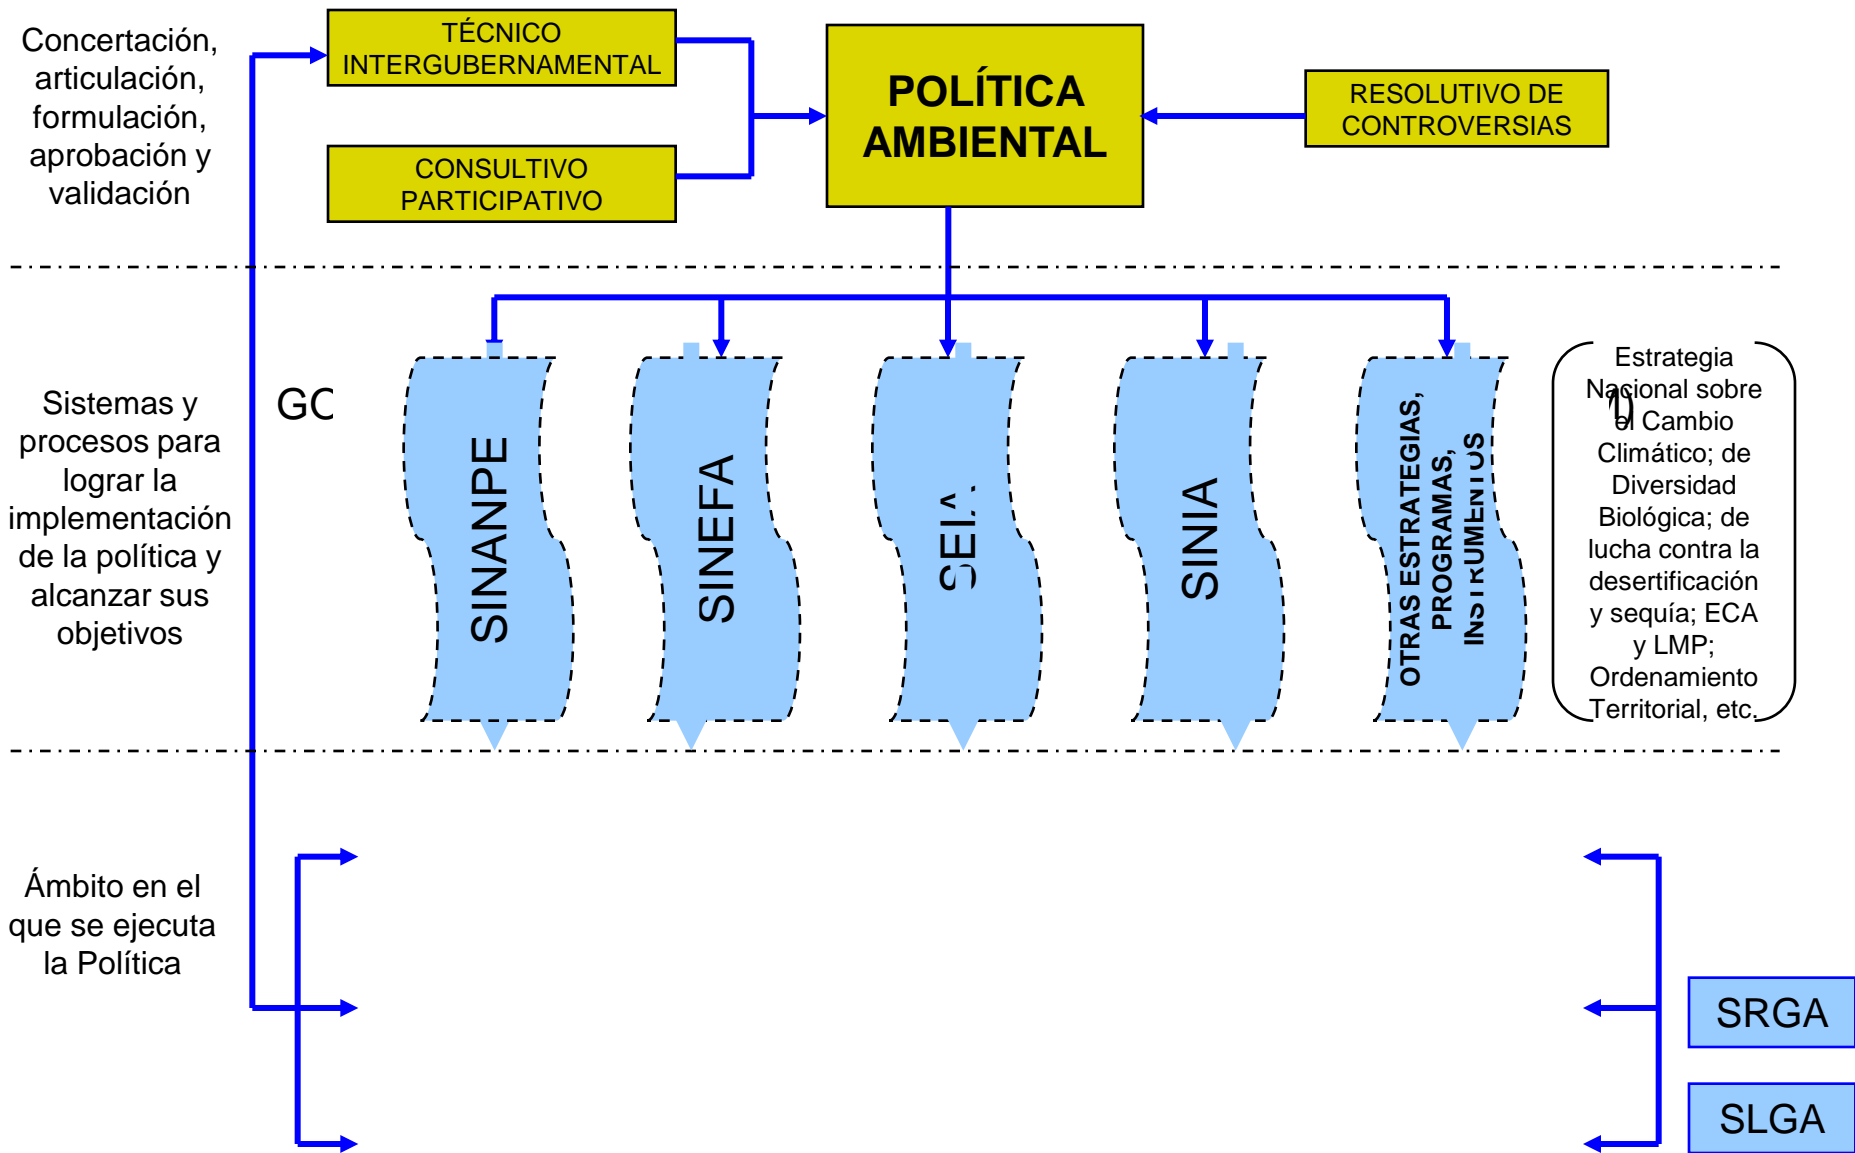 Concertación,
articulación,
formulación,
aprobación y
validación
TÉCNICO
INTERGUBERNAMENTAL
CONSULTIVO
PARTICIPATIVO
POLÍTICA
AMBIENTAL
RESOLUTIVO DE
CONTROVERSIAS
Sistemas y
procesos para
lograr la
implementación
de la política y
alcanzar sus
objetivos
SINANPE
SINEFA
SEIA
SINIA
OTRAS ESTRATEGIAS,
PROGRAMAS,
INSTRUMENTOS
Estrategia
Nacional sobre
el Cambio
Climático; de
Diversidad
Biológica; de
lucha contra la
desertificación
y sequía; ECA
y LMP;
Ordenamiento
Territorial, etc.
Ámbito en el
que se ejecuta
la Política
SRGA
SLGA